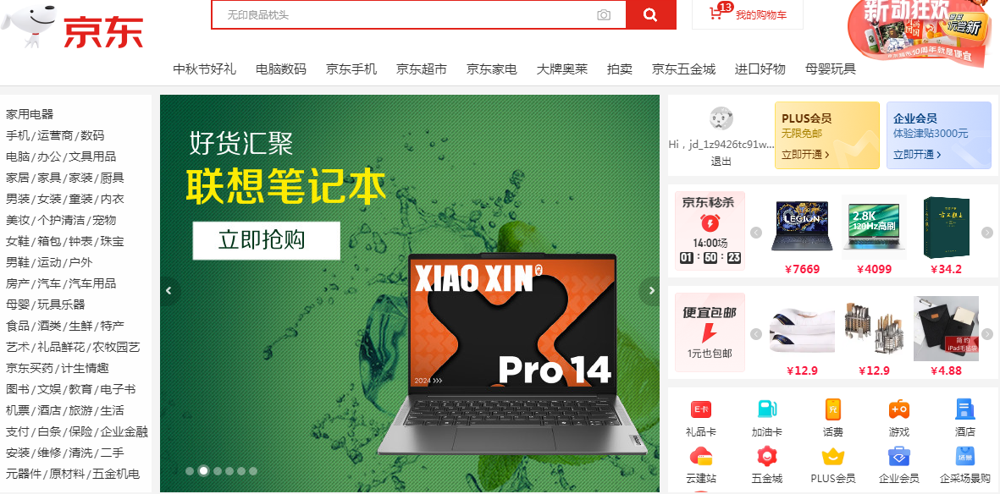 京东
无印良品枕头
13
我的购物车
新动狂欢
中秋节好礼 电脑数码 京东手机 京东超市 京东家电 大牌奥莱 拍卖 京东五金城 进口好物 母婴玩具
家用电器
手机/运营商/数码
电脑/办公/文具用品
家居/家具/家装/厨具
男装/女装/童装/内衣
美妆/个护清洁/宠物
女鞋/箱包/钟表/珠宝
男鞋/运动/户外
房产/汽车/汽车用品
母婴/玩具乐器
食品/酒类/生鲜/特产
艺术/礼品鲜花/农牧园艺
京东买药/计生情趣
图书/文娱/教育/电子书
机票/酒店/旅游/生活
支付/白条/保险/企业金融
安装/维修/清洗/二手
元器件/原材料/五金机电
好货汇聚
联想笔记本
立即抢购
XIAO XIN
Pro 14
2024
Hi，jd_1z9426tc91w...
退出
PLUS会员
无限免邮
立即开通
企业会员
体验津贴3000元
立即开通
京东秒杀
14:00场
01:50:23
LEGION
2.8K
120Hz高刷
￥7669 ￥4099 ￥34.2
便宜包邮
1元也包邮
简约
iPad毛毡袋
￥12.9 ￥12.9 ￥4.88
E卡
充
礼品卡 加油卡 话费 游戏 酒店
场景
云建站 五金城 PLUS会员 企业会员 企采场景购